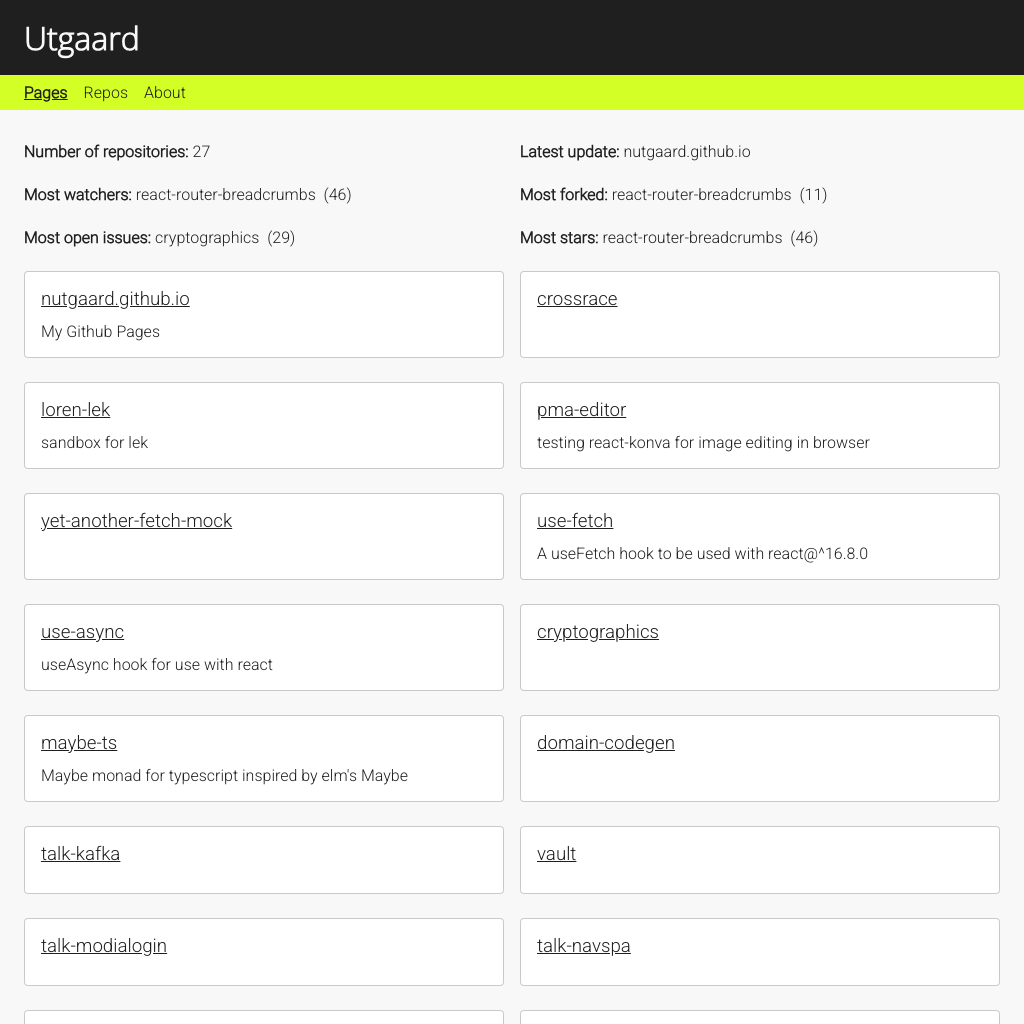 Utgaard
Pages Repos About
Number of repositories: 27
Latest update: nutgaard.github.io
Most watchers: react-router-breadcrumbs (46)
Most forked: react-router-breadcrumbs (11)
Most open issues: cryptographics (29)
Most stars: react-router-breadcrumbs (46)
nutgaard.github.io
My Github Pages
crossrace
loren-lek
sandbox for lek
pma-editor
testing react-konva for image editing in browser
yet-another-fetch-mock
use-fetch
A useFetch hook to be used with react@^16.8.0
use-async
useAsync hook for use with react
cryptographics
maybe-ts
Maybe monad for typescript inspired by elm's Maybe
domain-codegen
talk-kafka
vault
talk-modialogin
talk-navspa